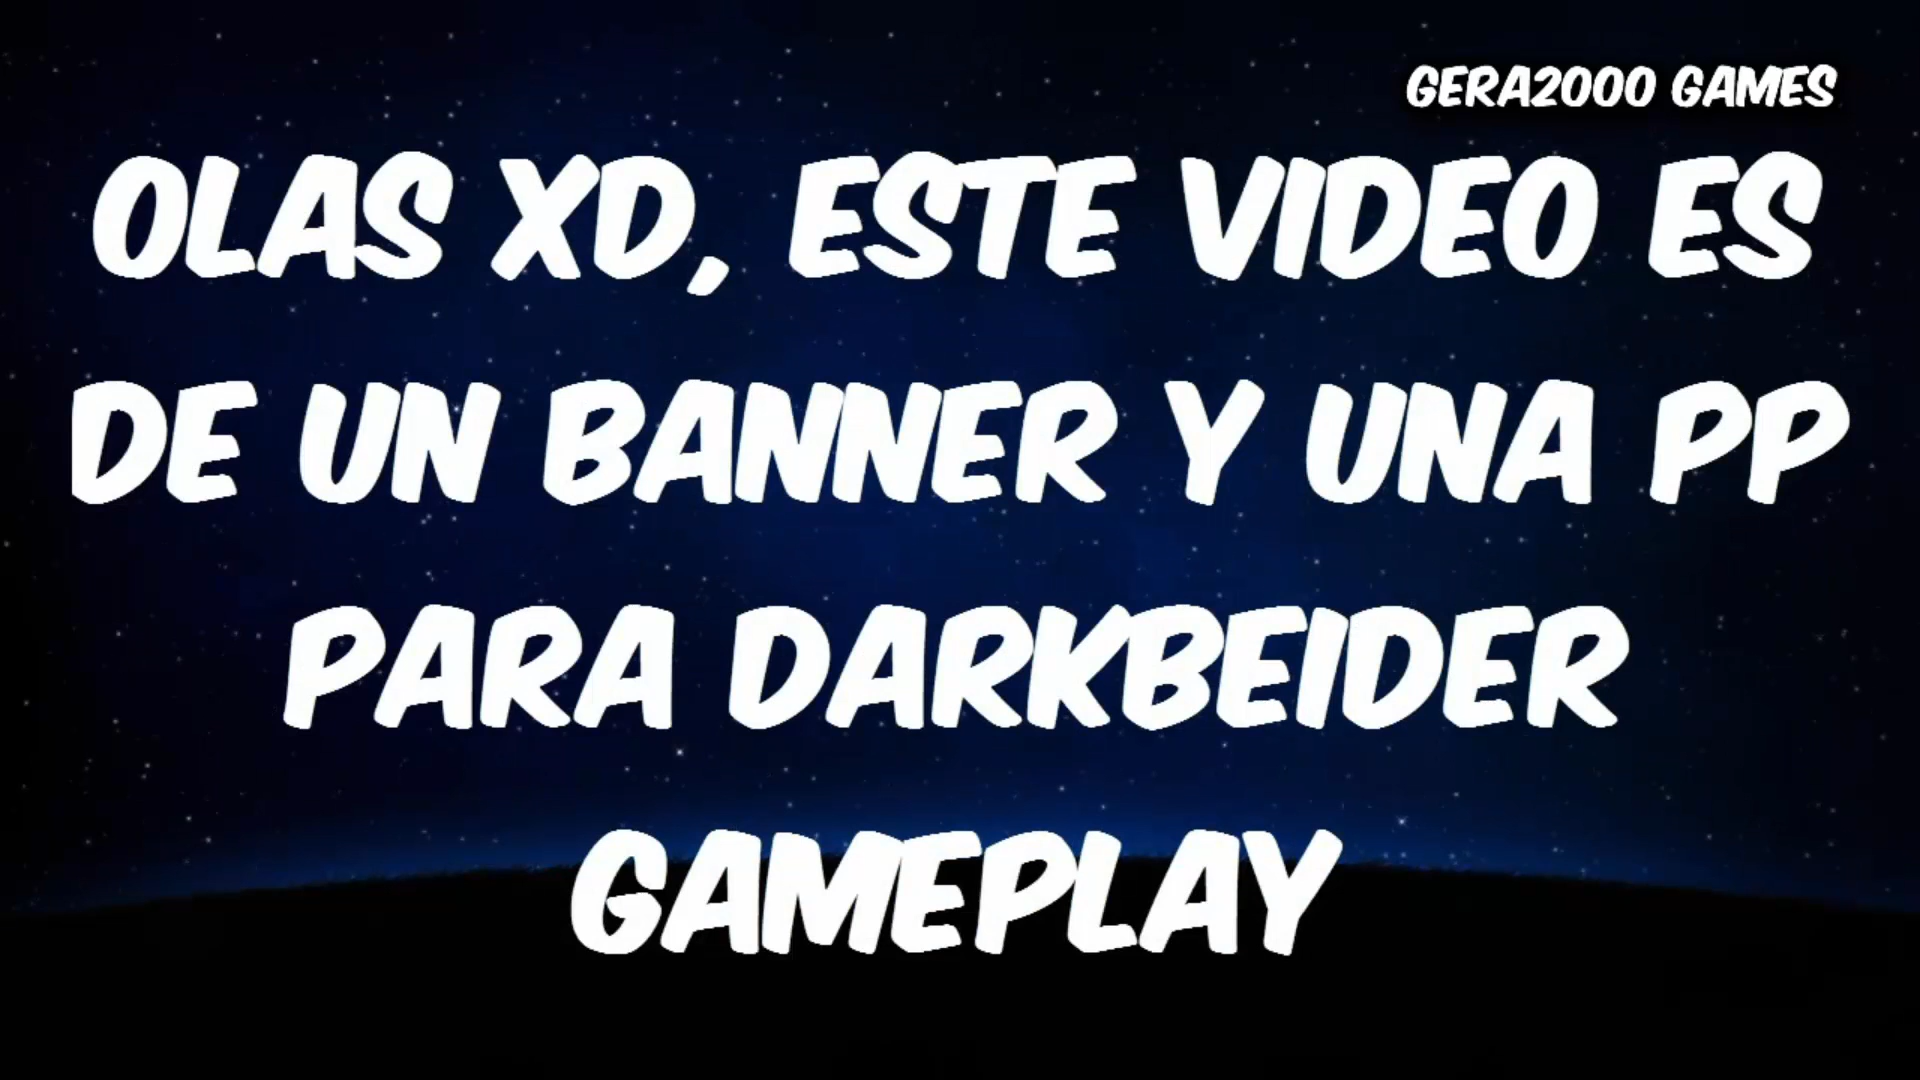 GERA2000 GAMES
OLAS XD, ESTE VIDEO ES
DE UN BANNER Y UNA PP
PARA DARKBEIDER
GAMEPLAY